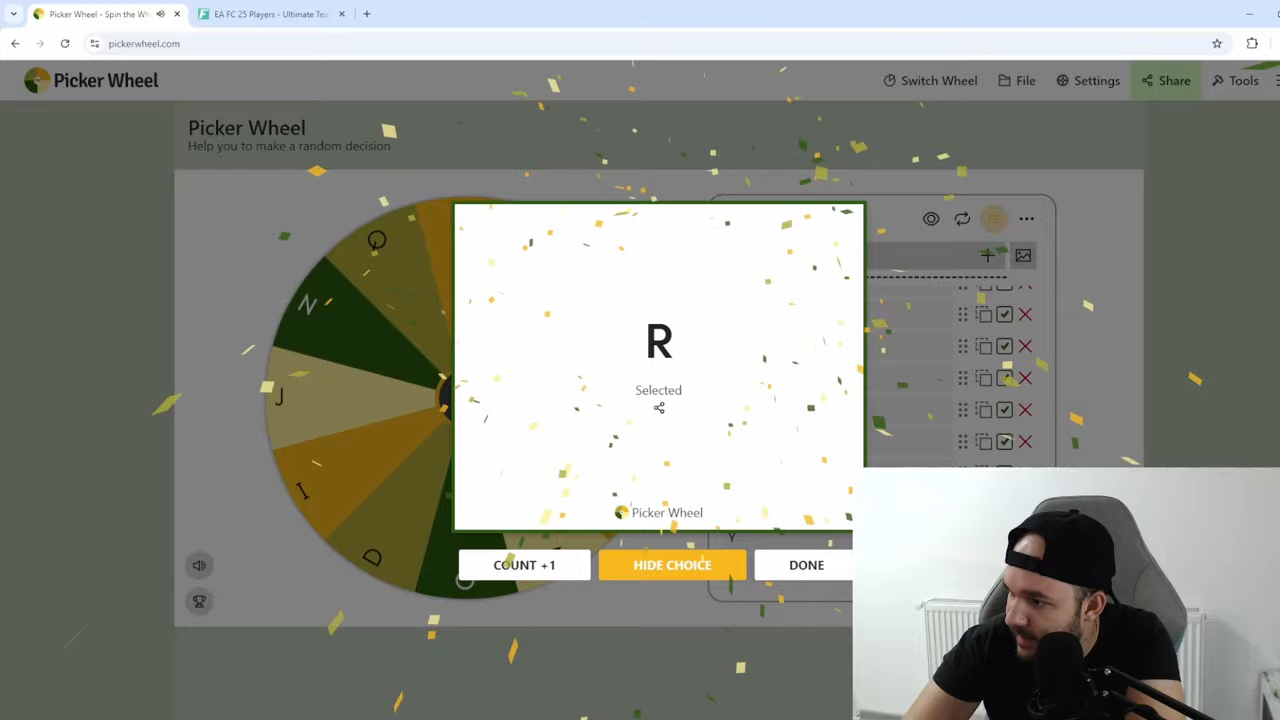 Picker Wheel - Spin the Wh
EA FC 25 Players - Ultimate Tea
pickerwheel.com
Picker Wheel
Switch Wheel
File
Settings
Share
Tools
Picker Wheel
Help you to make a random decision
Q
N
J
I
D
R
Selected
Picker Wheel
Y
COUNT +1
HIDE CHOICE
DONE